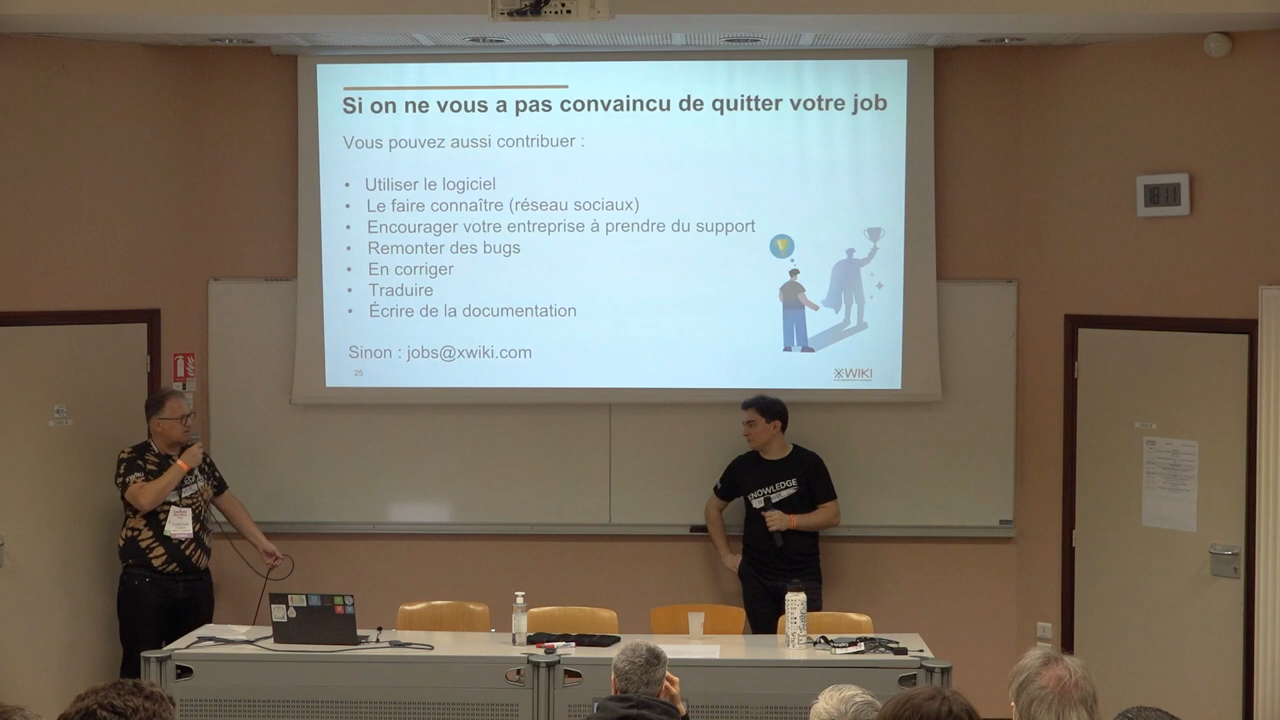 Si on ne vous a pas convaincu de quitter votre job
Vous pouvez aussi contribuer :
• Utiliser le logiciel
• Le faire connaître (réseau sociaux)
• Encourager votre entreprise à prendre du support
• Remonter des bugs
• En corriger
• Traduire
• Écrire de la documentation
Sinon : jobs@xwiki.com
25
XWIKI
18:11
KNOWLEDGE